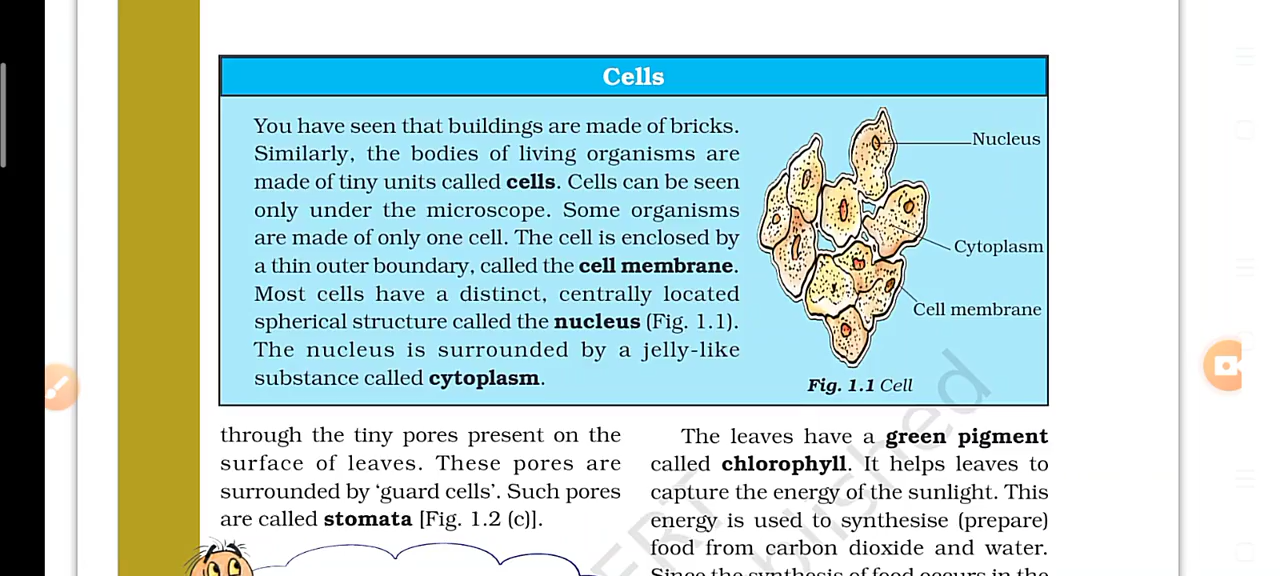 Cells
You have seen that buildings are made of bricks.
Similarly, the bodies of living organisms are
made of tiny units called cells. Cells can be seen
only under the microscope. Some organisms
are made of only one cell. The cell is enclosed by
a thin outer boundary, called the cell membrane.
Most cells have a distinct, centrally located
spherical structure called the nucleus (Fig. 1.1).
The nucleus is surrounded by a jelly-like
substance called cytoplasm.
Nucleus
Cytoplasm
Cell membrane
Fig. 1.1 Cell
through the tiny pores present on the
surface of leaves. These pores are
surrounded by ‘guard cells’. Such pores
are called stomata [Fig. 1.2 (c)].
The leaves have a green pigment
called chlorophyll. It helps leaves to
capture the energy of the sunlight. This
energy is used to synthesise (prepare)
food from carbon dioxide and water.
Since the synthesis of food occurs in the